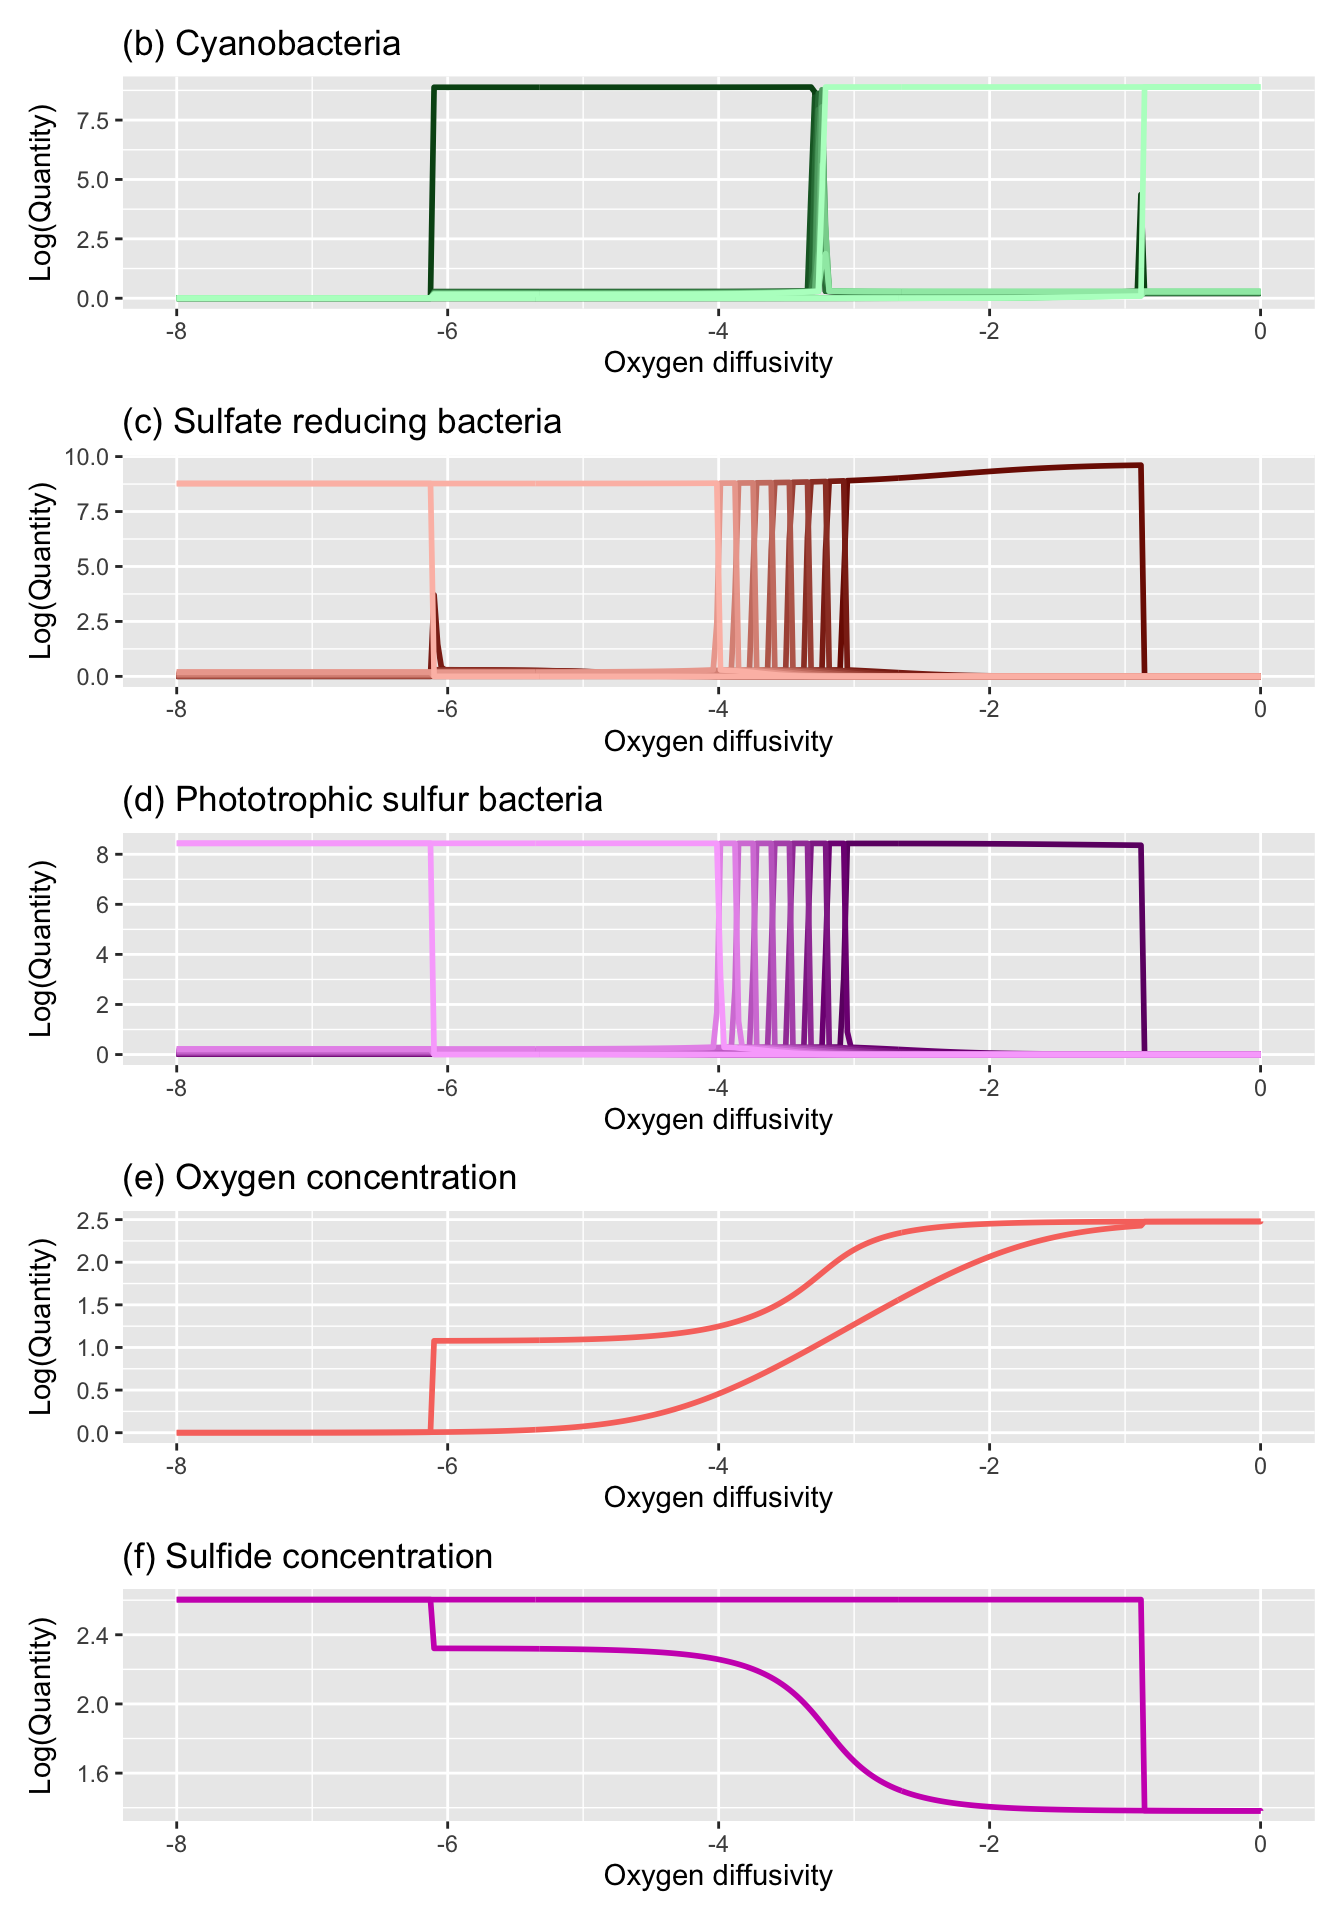 (b) Cyanobacteria
Log(Quantity)
7.5
5.0
2.5
0.0
-8 -6 -4 -2 0
Oxygen diffusivity
(c) Sulfate reducing bacteria
Log(Quantity)
10.0
7.5
5.0
2.5
0.0
-8 -6 -4 -2 0
Oxygen diffusivity
(d) Phototrophic sulfur bacteria
Log(Quantity)
8
6
4
2
0
-8 -6 -4 -2 0
Oxygen diffusivity
(e) Oxygen concentration
Log(Quantity)
2.5
2.0
1.5
1.0
0.5
0.0
-8 -6 -4 -2 0
Oxygen diffusivity
(f) Sulfide concentration
Log(Quantity)
2.4
2.0
1.6
-8 -6 -4 -2 0
Oxygen diffusivity